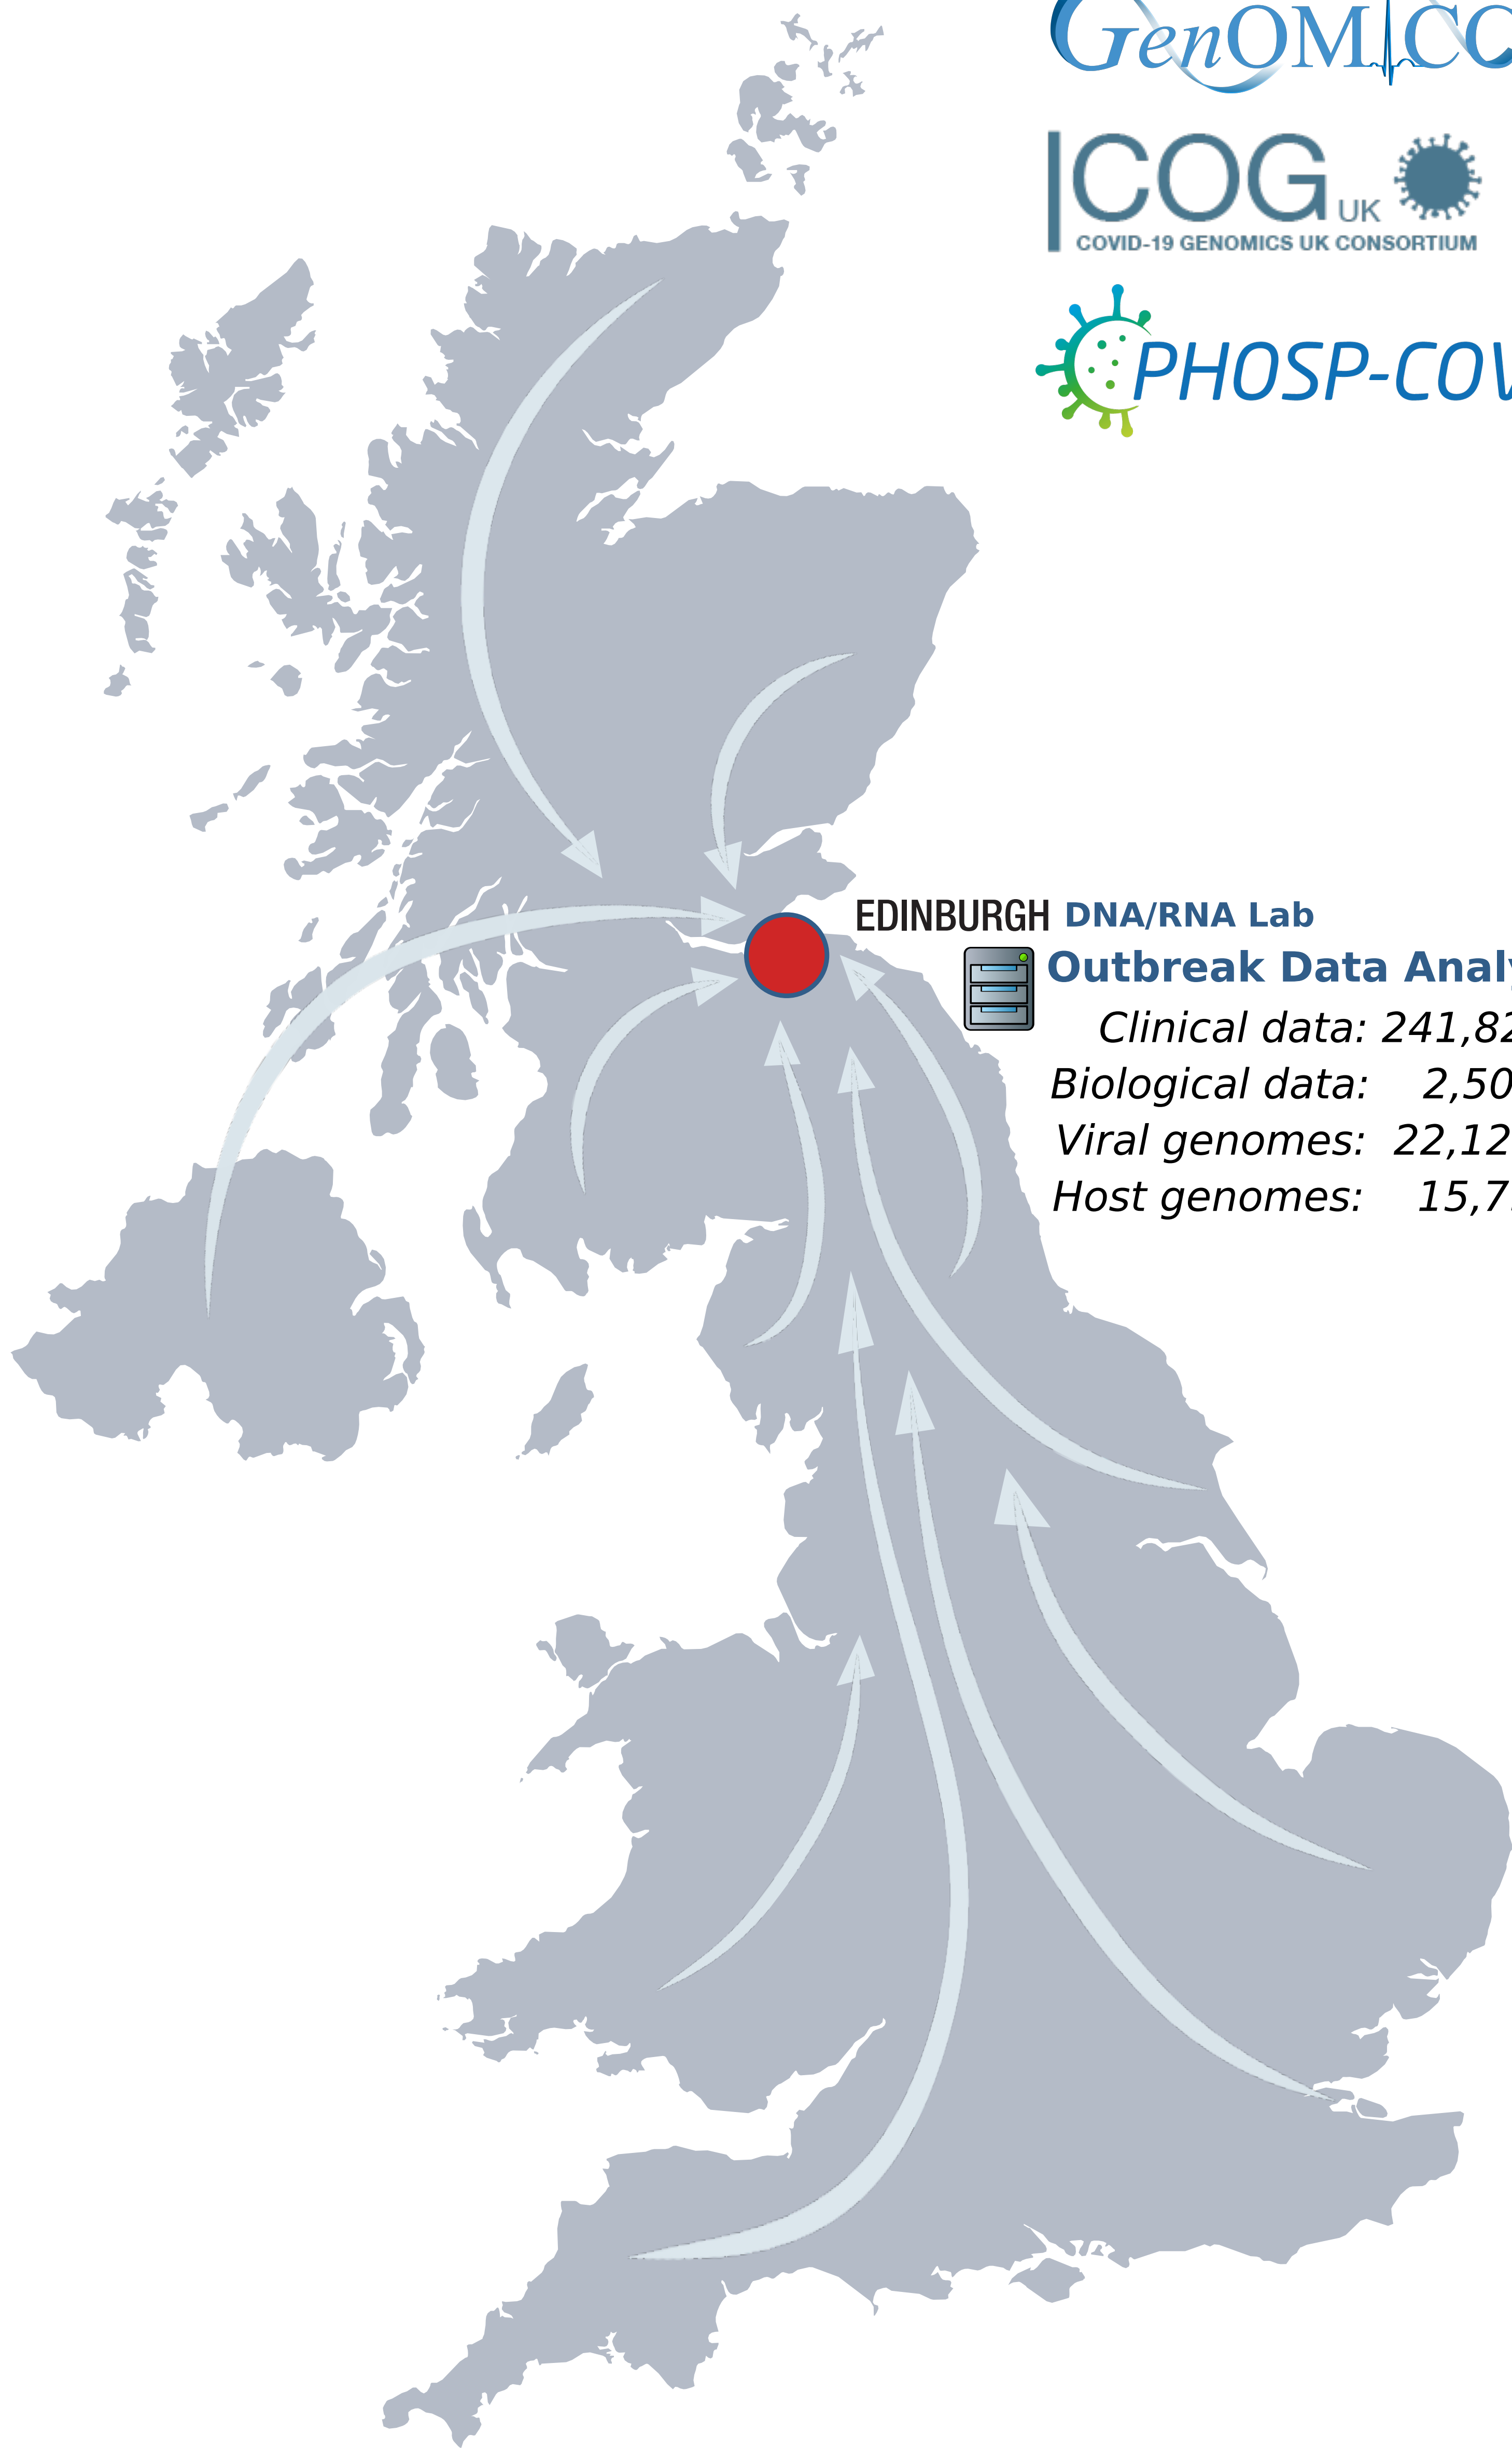 GenOMICC
COG UK
COVID-19 GENOMICS UK CONSORTIUM
PHOSP-COV
EDINBURGH DNA/RNA Lab
Outbreak Data Analy
Clinical data: 241,82
Biological data: 2,50
Viral genomes: 22,12
Host genomes: 15,7